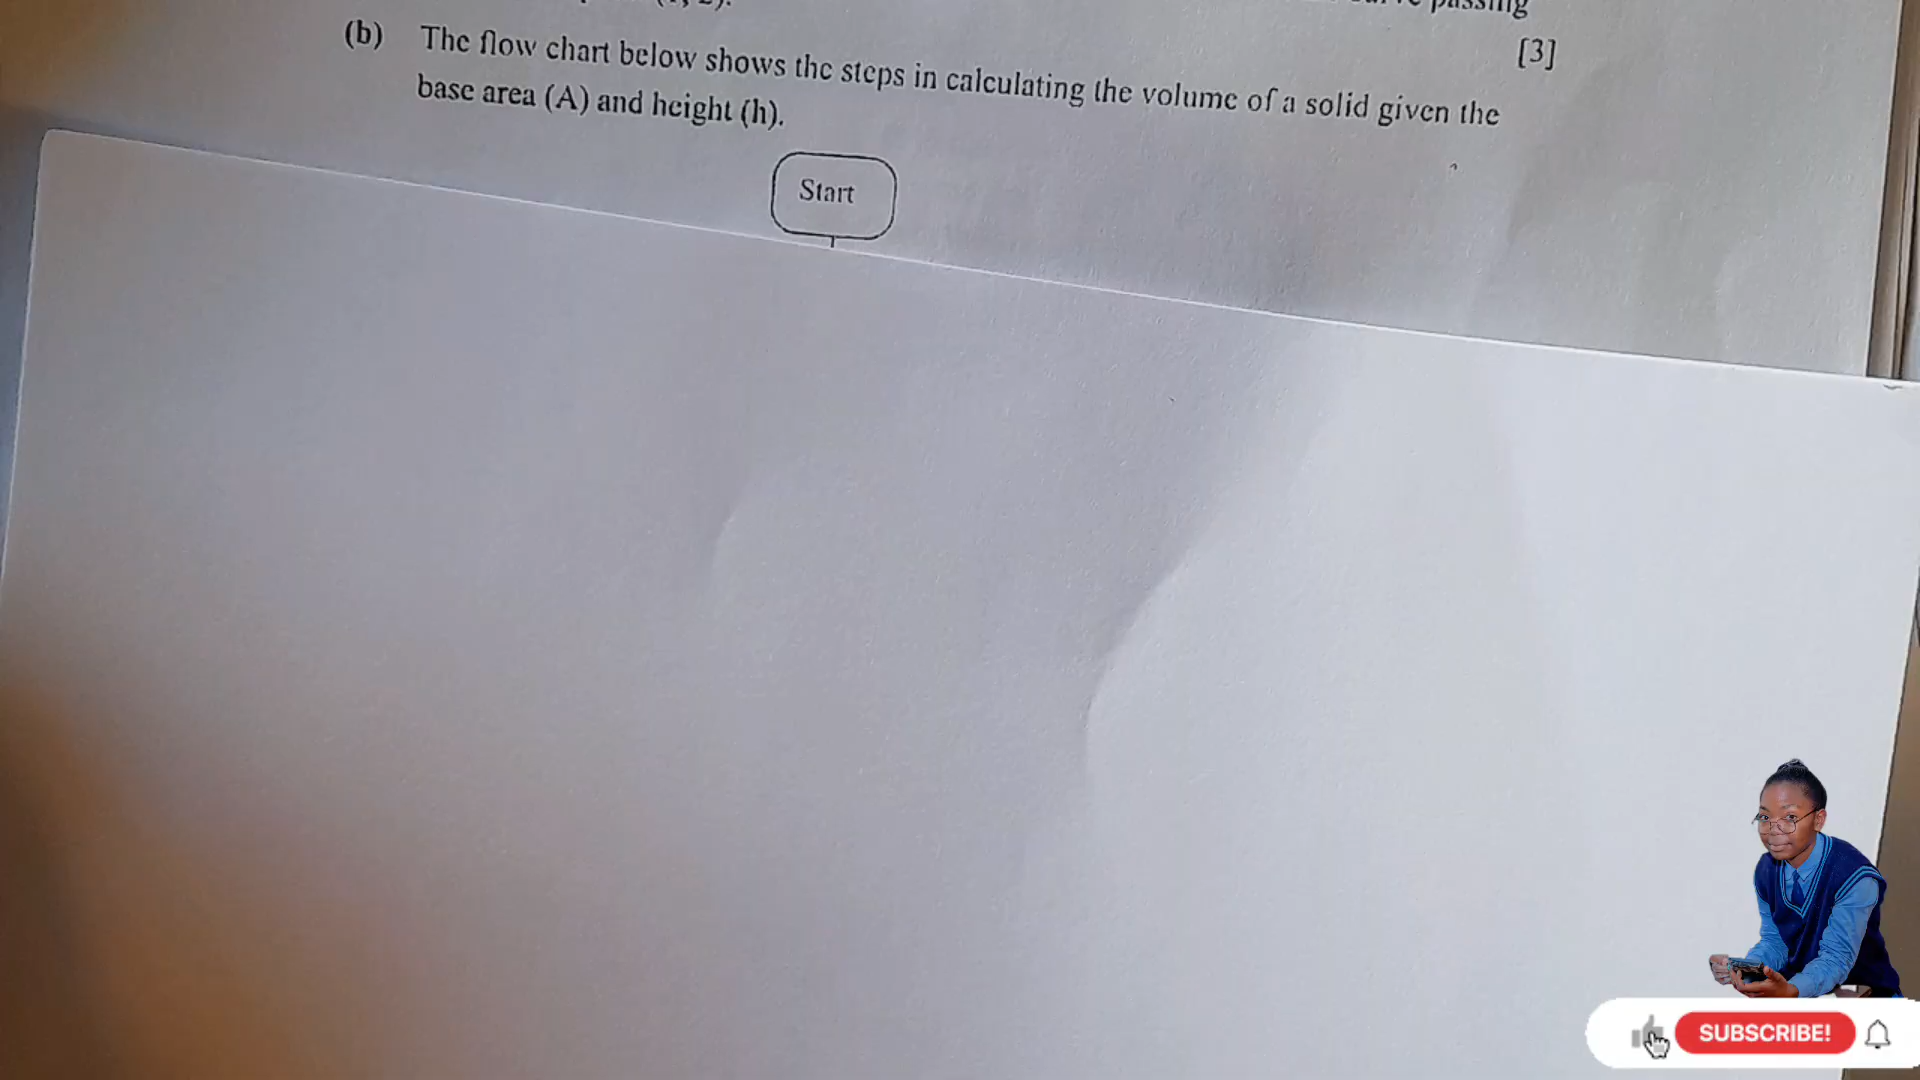 passing
[3]
(b) The flow chart below shows the steps in calculating the volume of a solid given the
base area (A) and height (h).
Start
SUBSCRIBE!